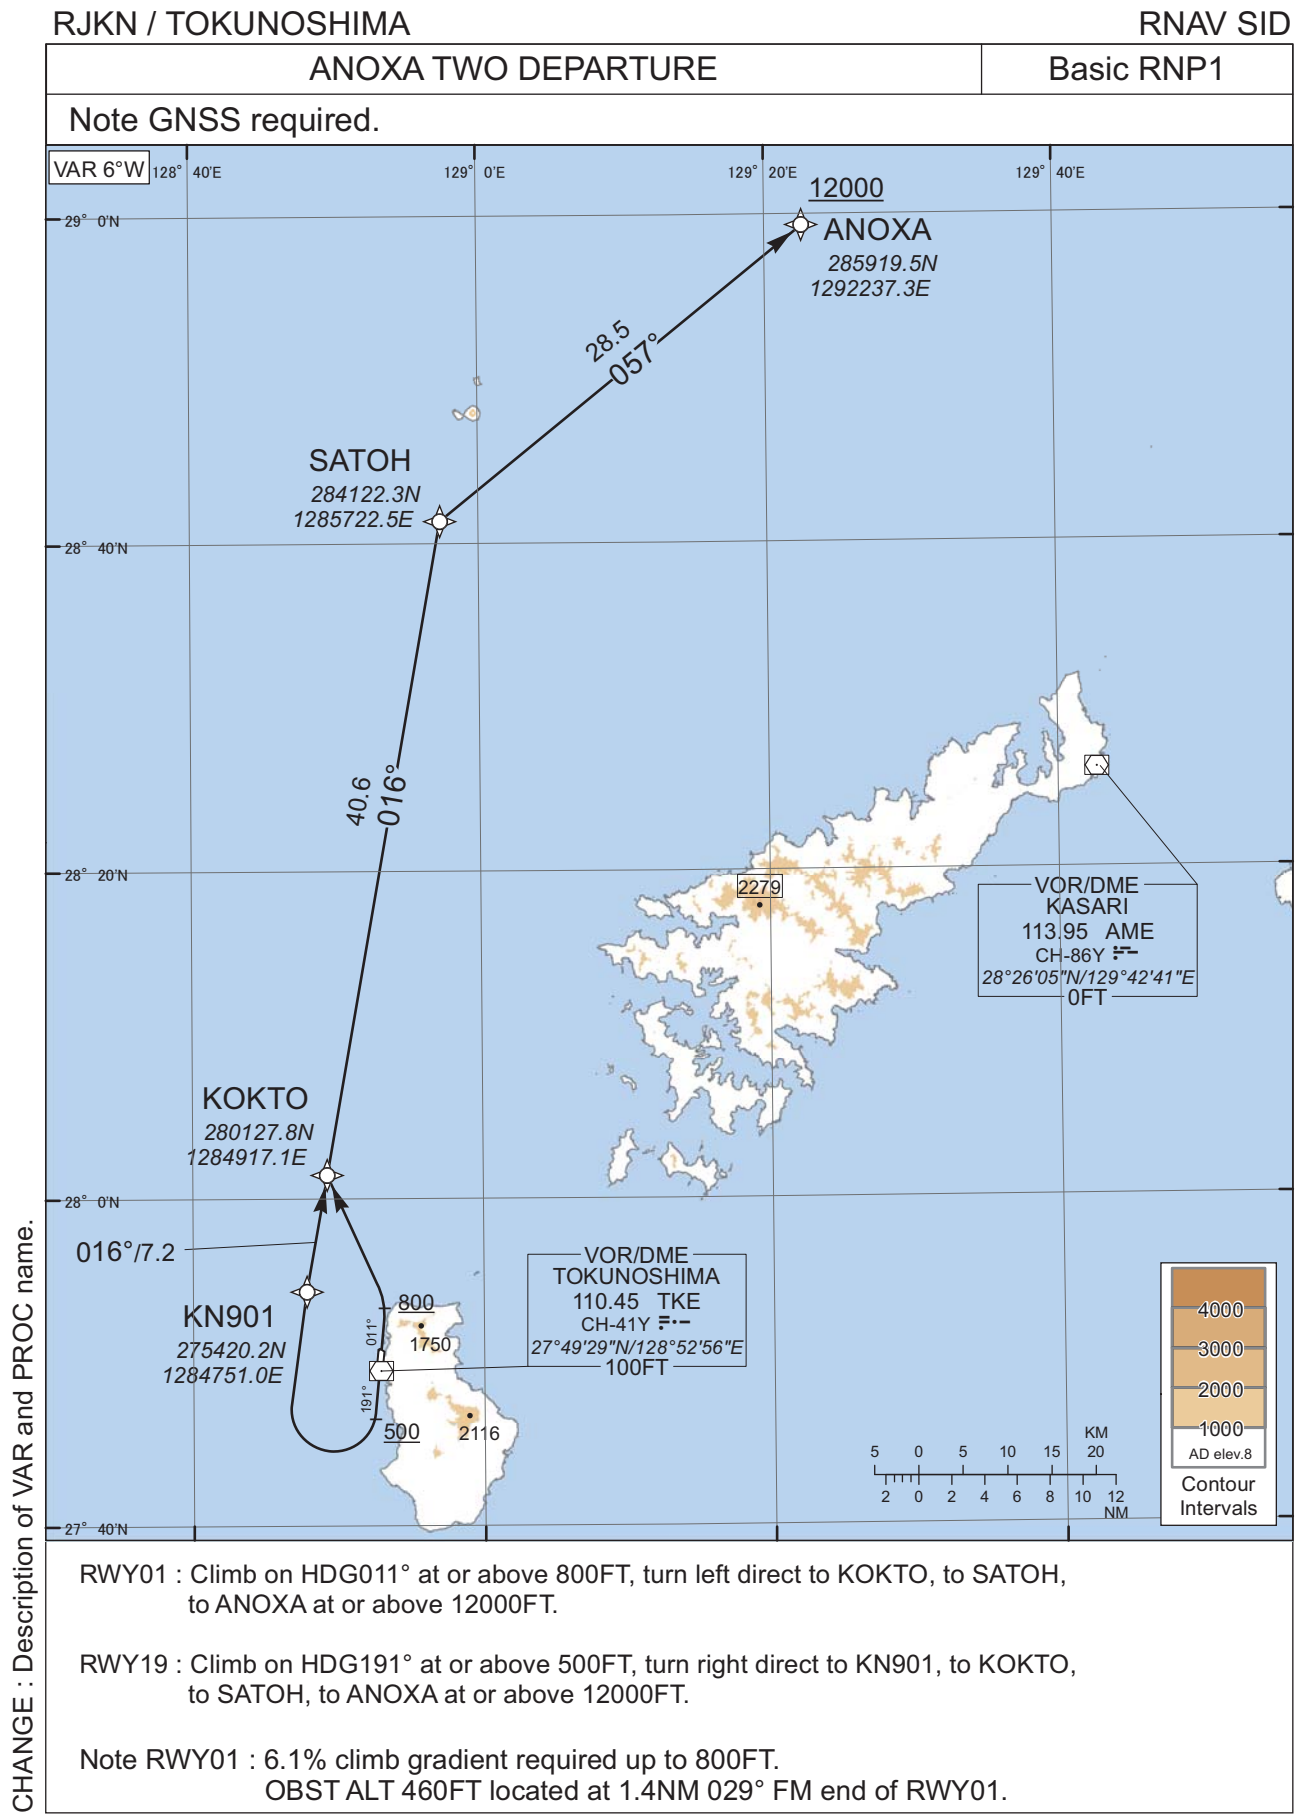 RJKN / TOKUNOSHIMA
RNAV SID
ANOXA TWO DEPARTURE
Basic RNP1
Note GNSS required.
VAR 6°W
128° 40'E
129° 0'E
129° 20'E
129° 40'E
12000
29° 0'N
ANOXA
285919.5N
1292237.3E
28.5
057°
SATOH
284122.3N
1285722.5E
28° 40'N
40.6
016°
28° 20'N
2279
VOR/DME
KASARI
113.95 AME
CH-86Y
28°26'05"N/129°42'41"E
0FT
KOKTO
280127.8N
1284917.1E
28° 0'N
016°/7.2
KN901
275420.2N
1284751.0E
800
011°
1750
191°
500
2116
VOR/DME
TOKUNOSHIMA
110.45 TKE
CH-41Y
27°49'29"N/128°52'56"E
100FT
4000
3000
2000
1000
AD elev.8
Contour
Intervals
KM
5 0 5 10 15 20
2 0 2 4 6 8 10 12
NM
27° 40'N
RWY01 : Climb on HDG011° at or above 800FT, turn left direct to KOKTO, to SATOH,
to ANOXA at or above 12000FT.
RWY19 : Climb on HDG191° at or above 500FT, turn right direct to KN901, to KOKTO,
to SATOH, to ANOXA at or above 12000FT.
Note RWY01 : 6.1% climb gradient required up to 800FT.
OBST ALT 460FT located at 1.4NM 029° FM end of RWY01.
CHANGE : Description of VAR and PROC name.